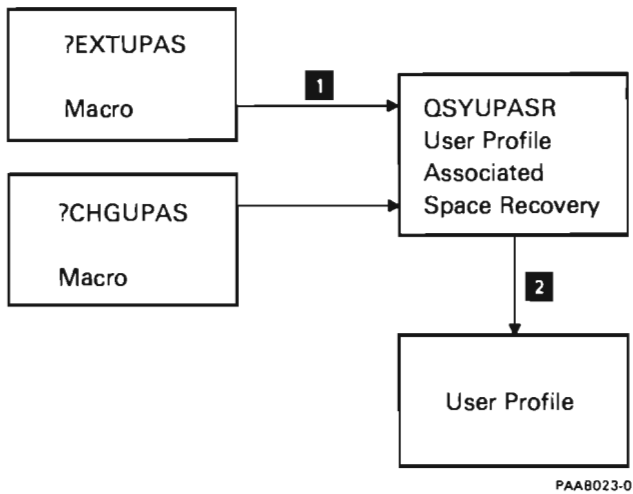 ?EXTUPAS
Macro
1
QSYUPASR
User Profile
Associated
Space Recovery
?CHGUPAS
Macro
2
User Profile
PAA8023-0